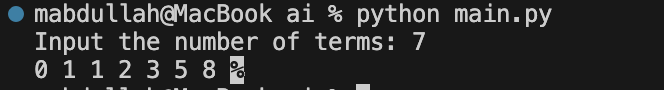 mabdullah@MacBook ai % python main.py
Input the number of terms: 7
0 1 1 2 3 5 8 %